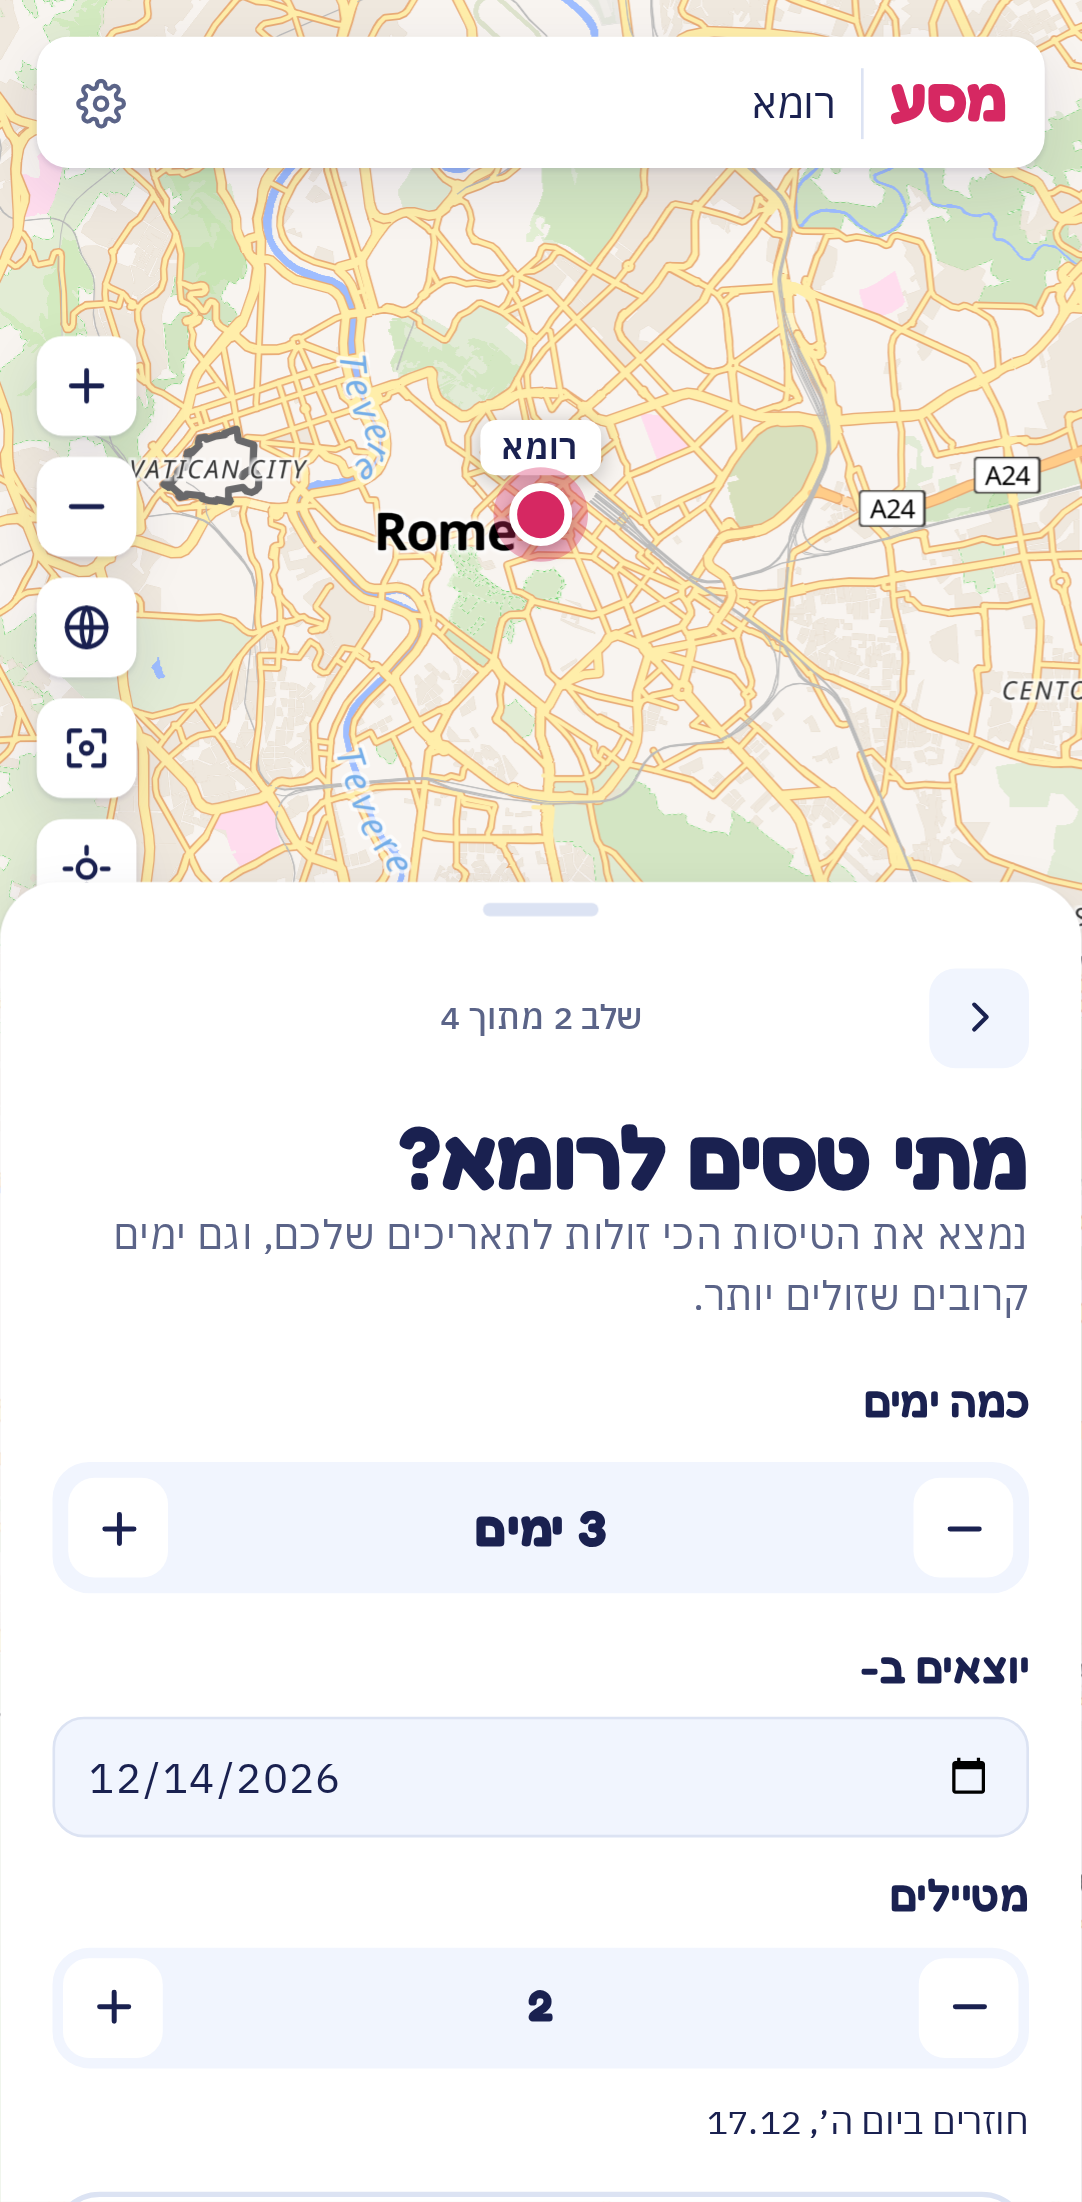 מסע
רומא
Tevere
VATICAN CITY
רומא
A24
A24
Rome
CENTO
Tevere
שלב 2 מתוך 4
מתי טסים לרומא?
נמצא את הטיסות הכי זולות לתאריכים שלכם, וגם ימים
קרובים שזולים יותר.
כמה ימים
3 ימים
יוצאים ב-
12/14/2026
מטיילים
2
חוזרים ביום ה׳, 17.12